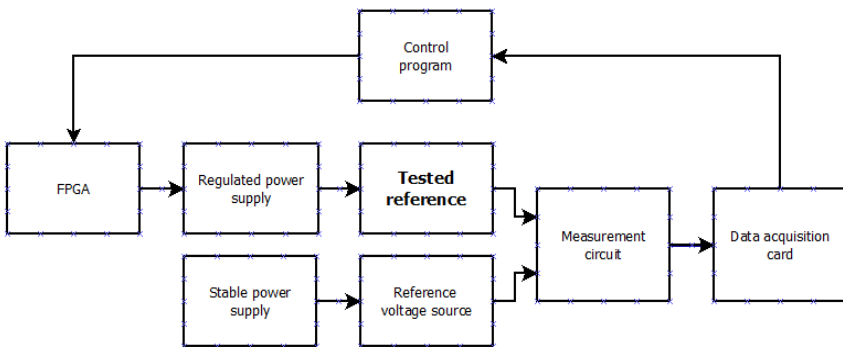 Control
program
FPGA
Regulated power
supply
Tested
reference
Measurement
circuit
Data acquisition
card
Stable power
supply
Reference
voltage source